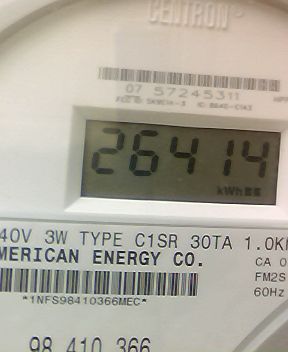 CENTRON®
07 57245311
26414
kWh
40V 3W TYPE C1SR 30TA 1.0K
MERICAN ENERGY CO.
CA 0
FM2S
60Hz
*1NFS98410366MEC*
98 410 366